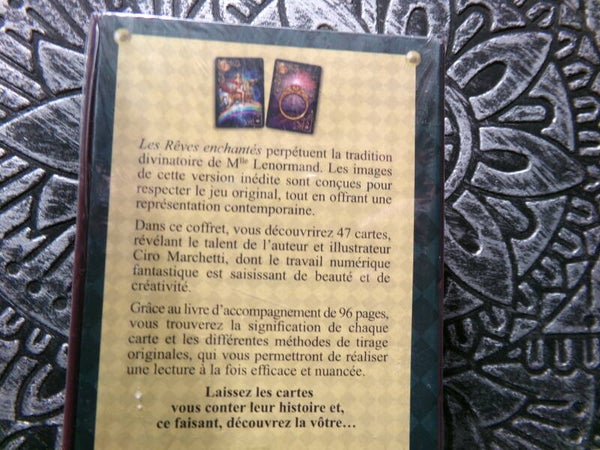 Les Rêves enchantés perpétuent la tradition
divinatoire de Mlle Lenormand. Les images
de cette version inédite sont conçues pour
respecter le jeu original, tout en offrant une
représentation contemporaine.
Dans ce coffret, vous découvrirez 47 cartes,
révélant le talent de l'auteur et illustrateur
Ciro Marchetti, dont le travail numérique
fantastique est saisissant de beauté et de
créativité.
Grâce au livre d'accompagnement de 96 pages,
vous trouverez la signification de chaque
carte et les différentes méthodes de tirage
originales, qui vous permettront de réaliser
une lecture à la fois efficace et nuancée.
Laissez les cartes
vous conter leur histoire et,
ce faisant, découvrez la vôtre...